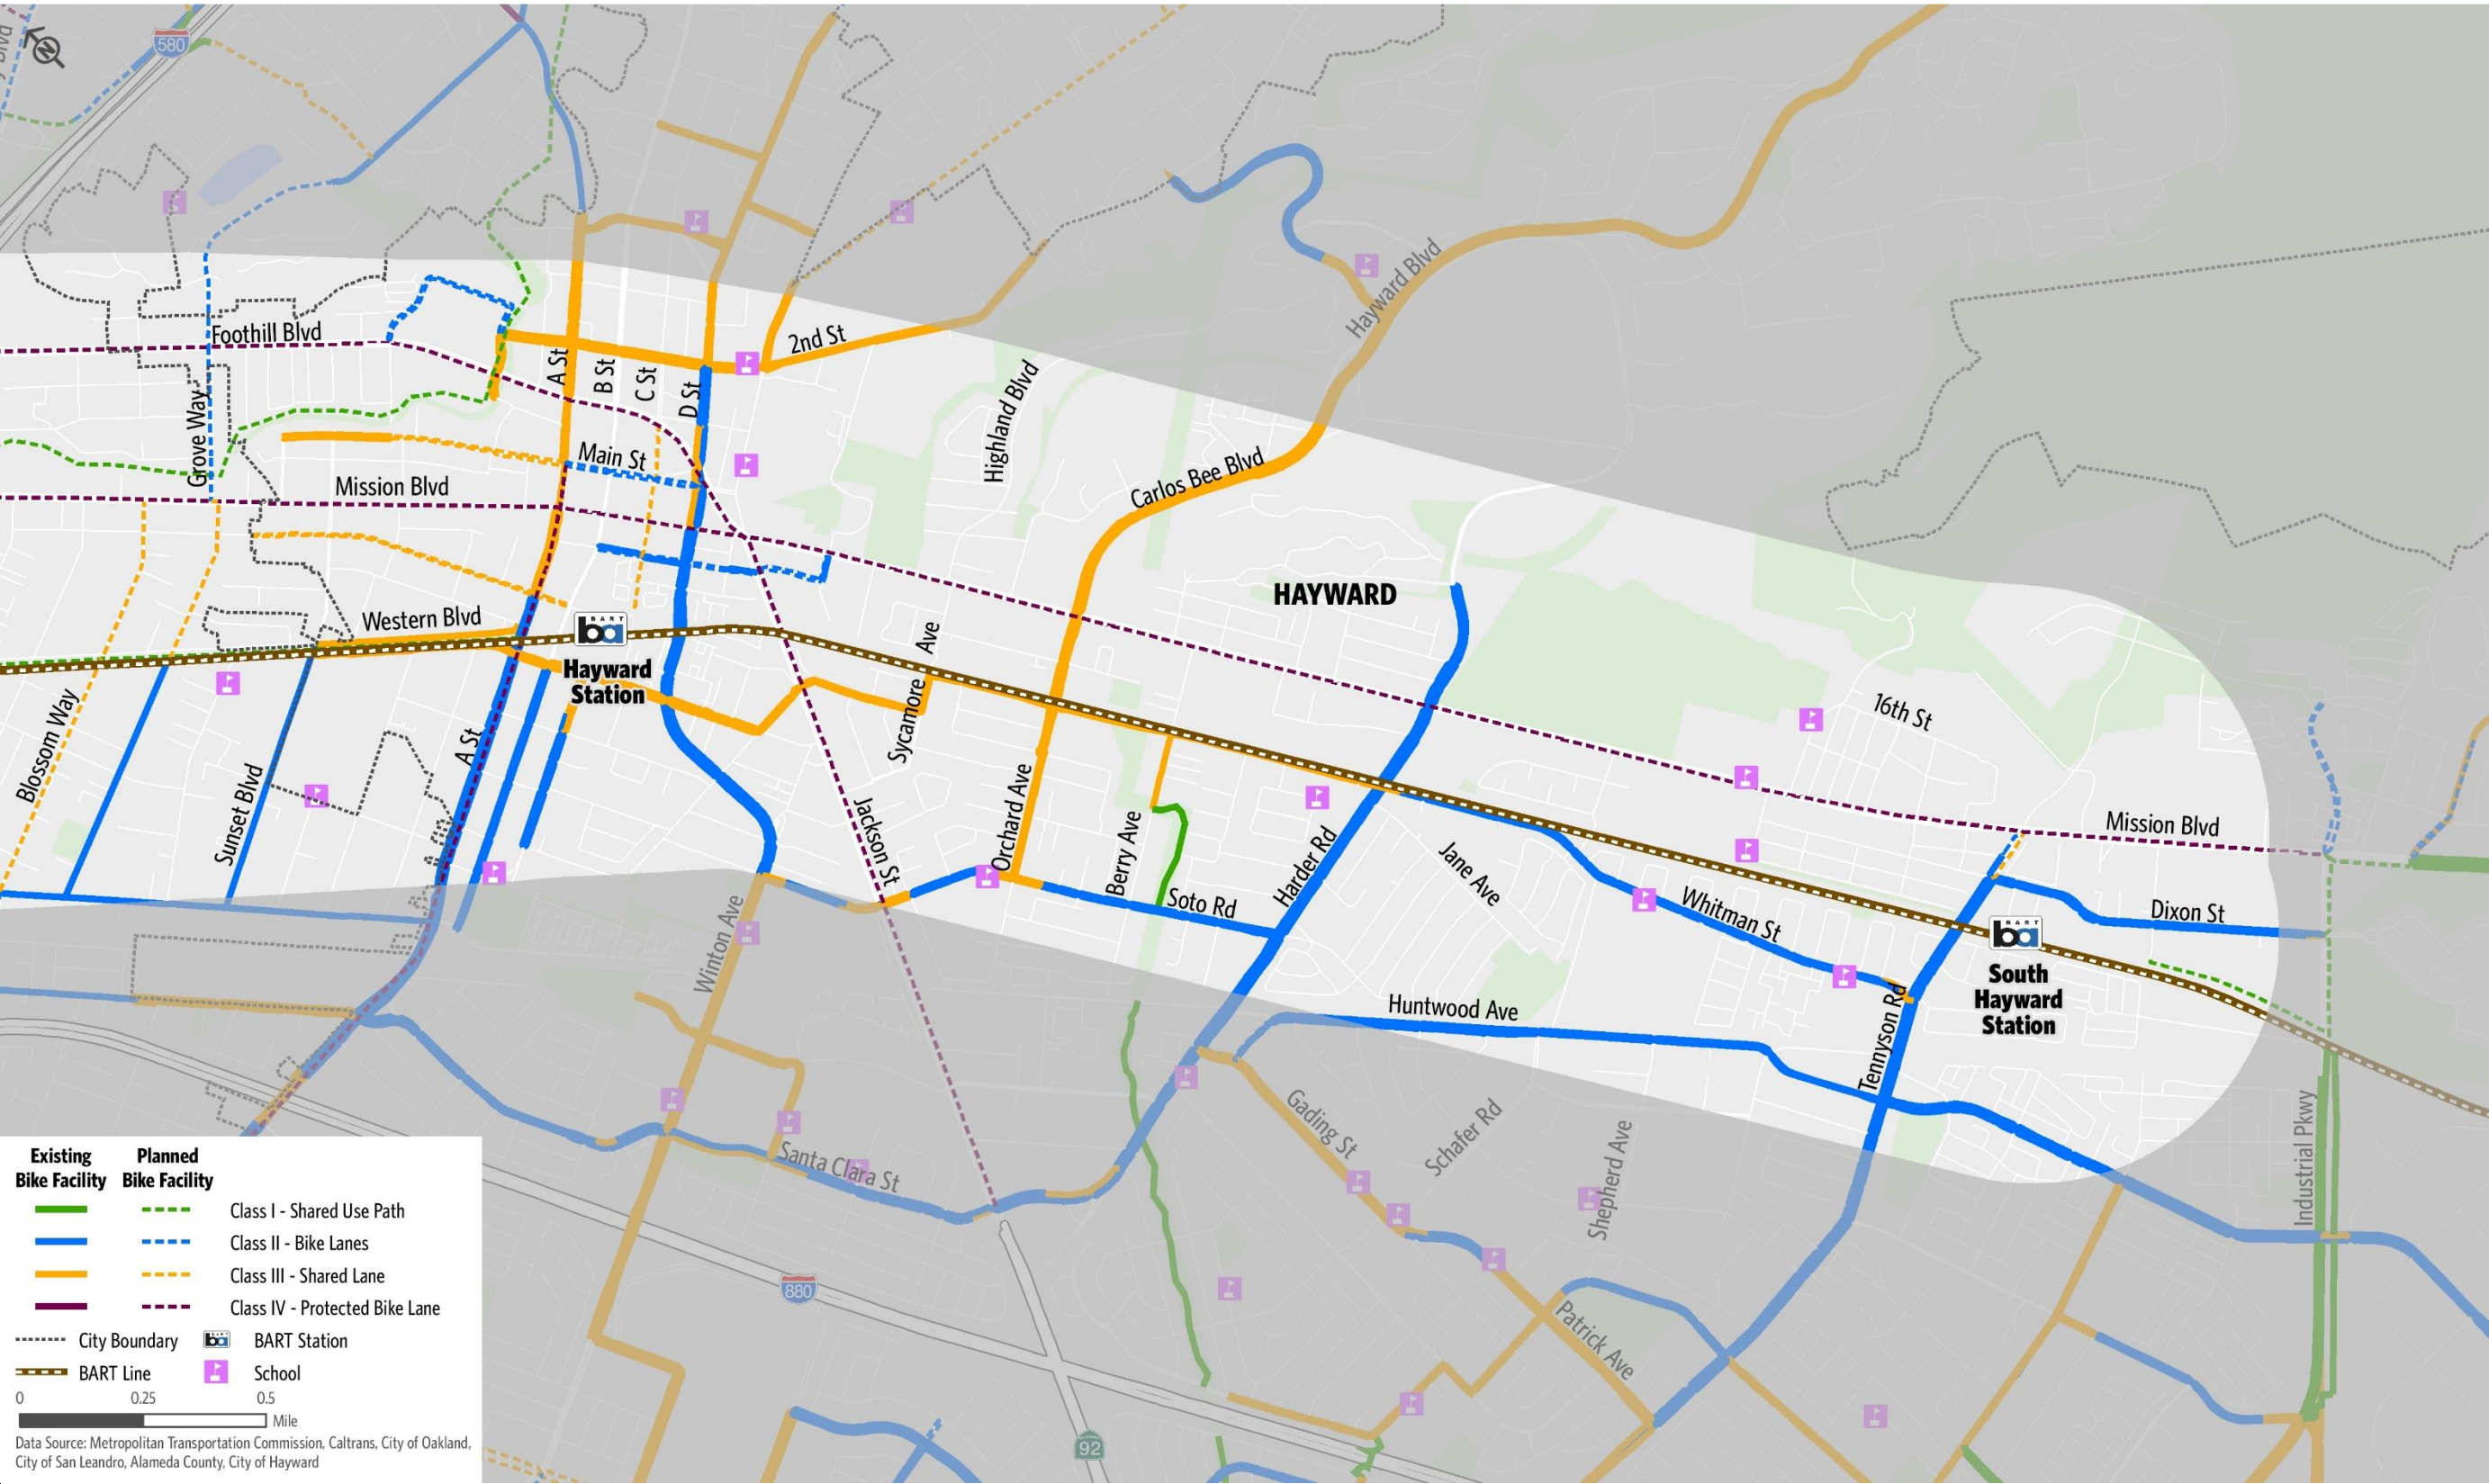 Blvd
N
580
Foothill Blvd
Grove Way
A St
B St
C St
D St
2nd St
Highland Blvd
Hayward Blvd
Carlos Bee Blvd
Main St
Mission Blvd
HAYWARD
Western Blvd
BART
ba
Hayward
Station
Sycamore Ave
16th St
Blossom Way
Sunset Blvd
A St
Jackson St
Orchard Ave
Berry Ave
Harder Rd
Jane Ave
Mission Blvd
Soto Rd
Whitman St
Dixon St
BART
ba
South
Hayward
Station
Winton Ave
Huntwood Ave
Tennyson Rd
Gading St
Schafer Rd
Shepherd Ave
Industrial Pkwy
Santa Clara St
880
Patrick Ave
92
Existing Planned
Bike Facility Bike Facility
Class I - Shared Use Path
Class II - Bike Lanes
Class III - Shared Lane
Class IV - Protected Bike Lane
City Boundary ba BART Station
BART Line School
0 0.25 0.5
Mile
Data Source: Metropolitan Transportation Commission, Caltrans, City of Oakland,
City of San Leandro, Alameda County, City of Hayward